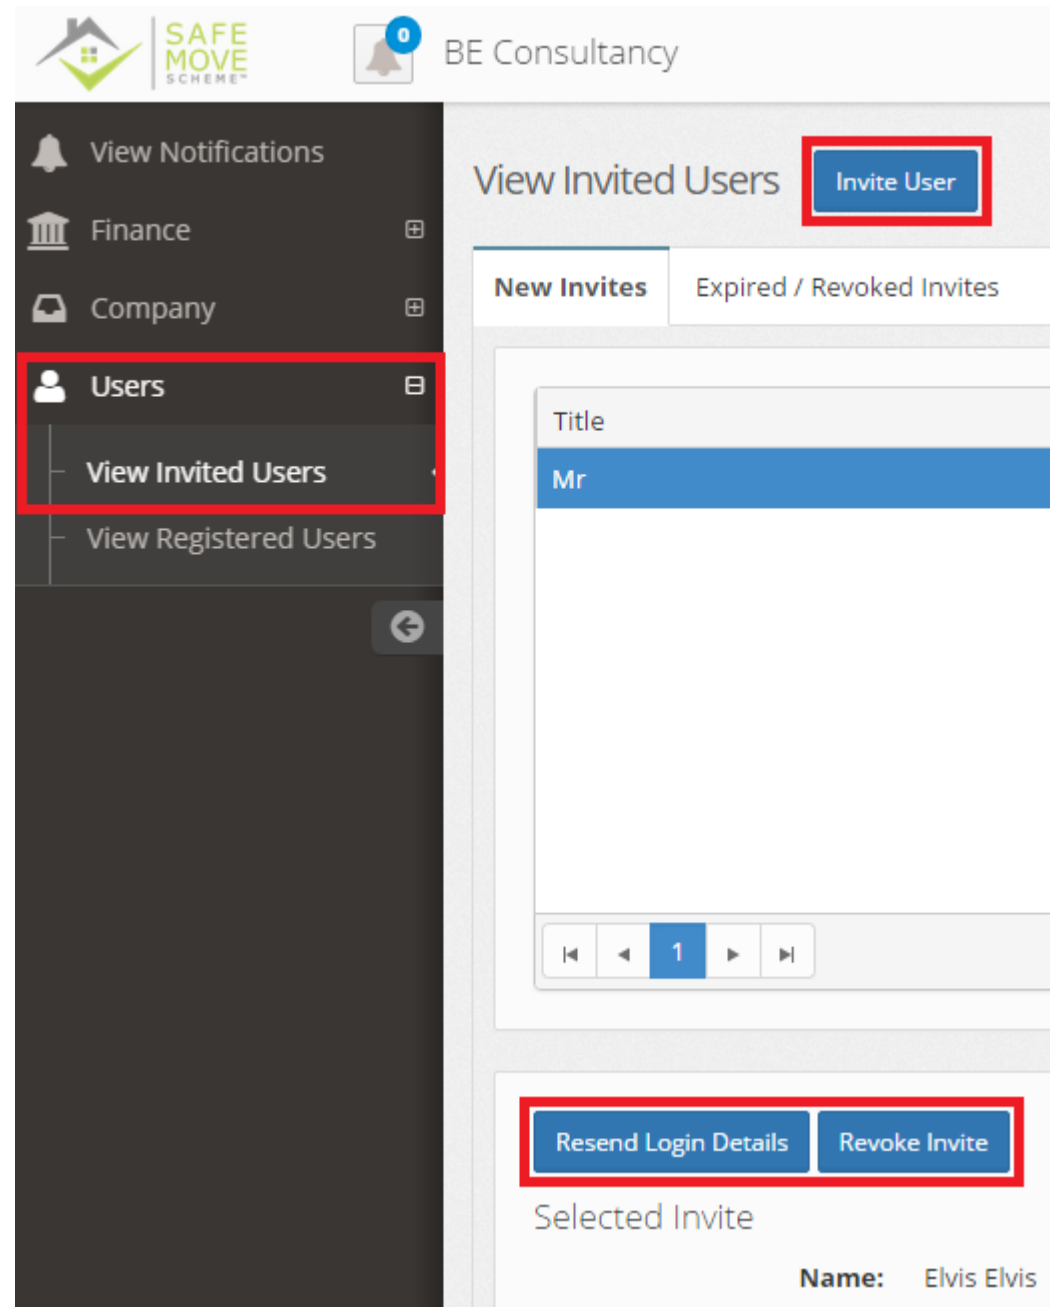 SAFE
MOVE
SCHEME™
0
BE Consultancy
View Notifications
Finance
Company
Users
View Invited Users
View Registered Users
View Invited Users
Invite User
New Invites
Expired / Revoked Invites
Title
Mr
1
Resend Login Details
Revoke Invite
Selected Invite
Name: Elvis Elvis